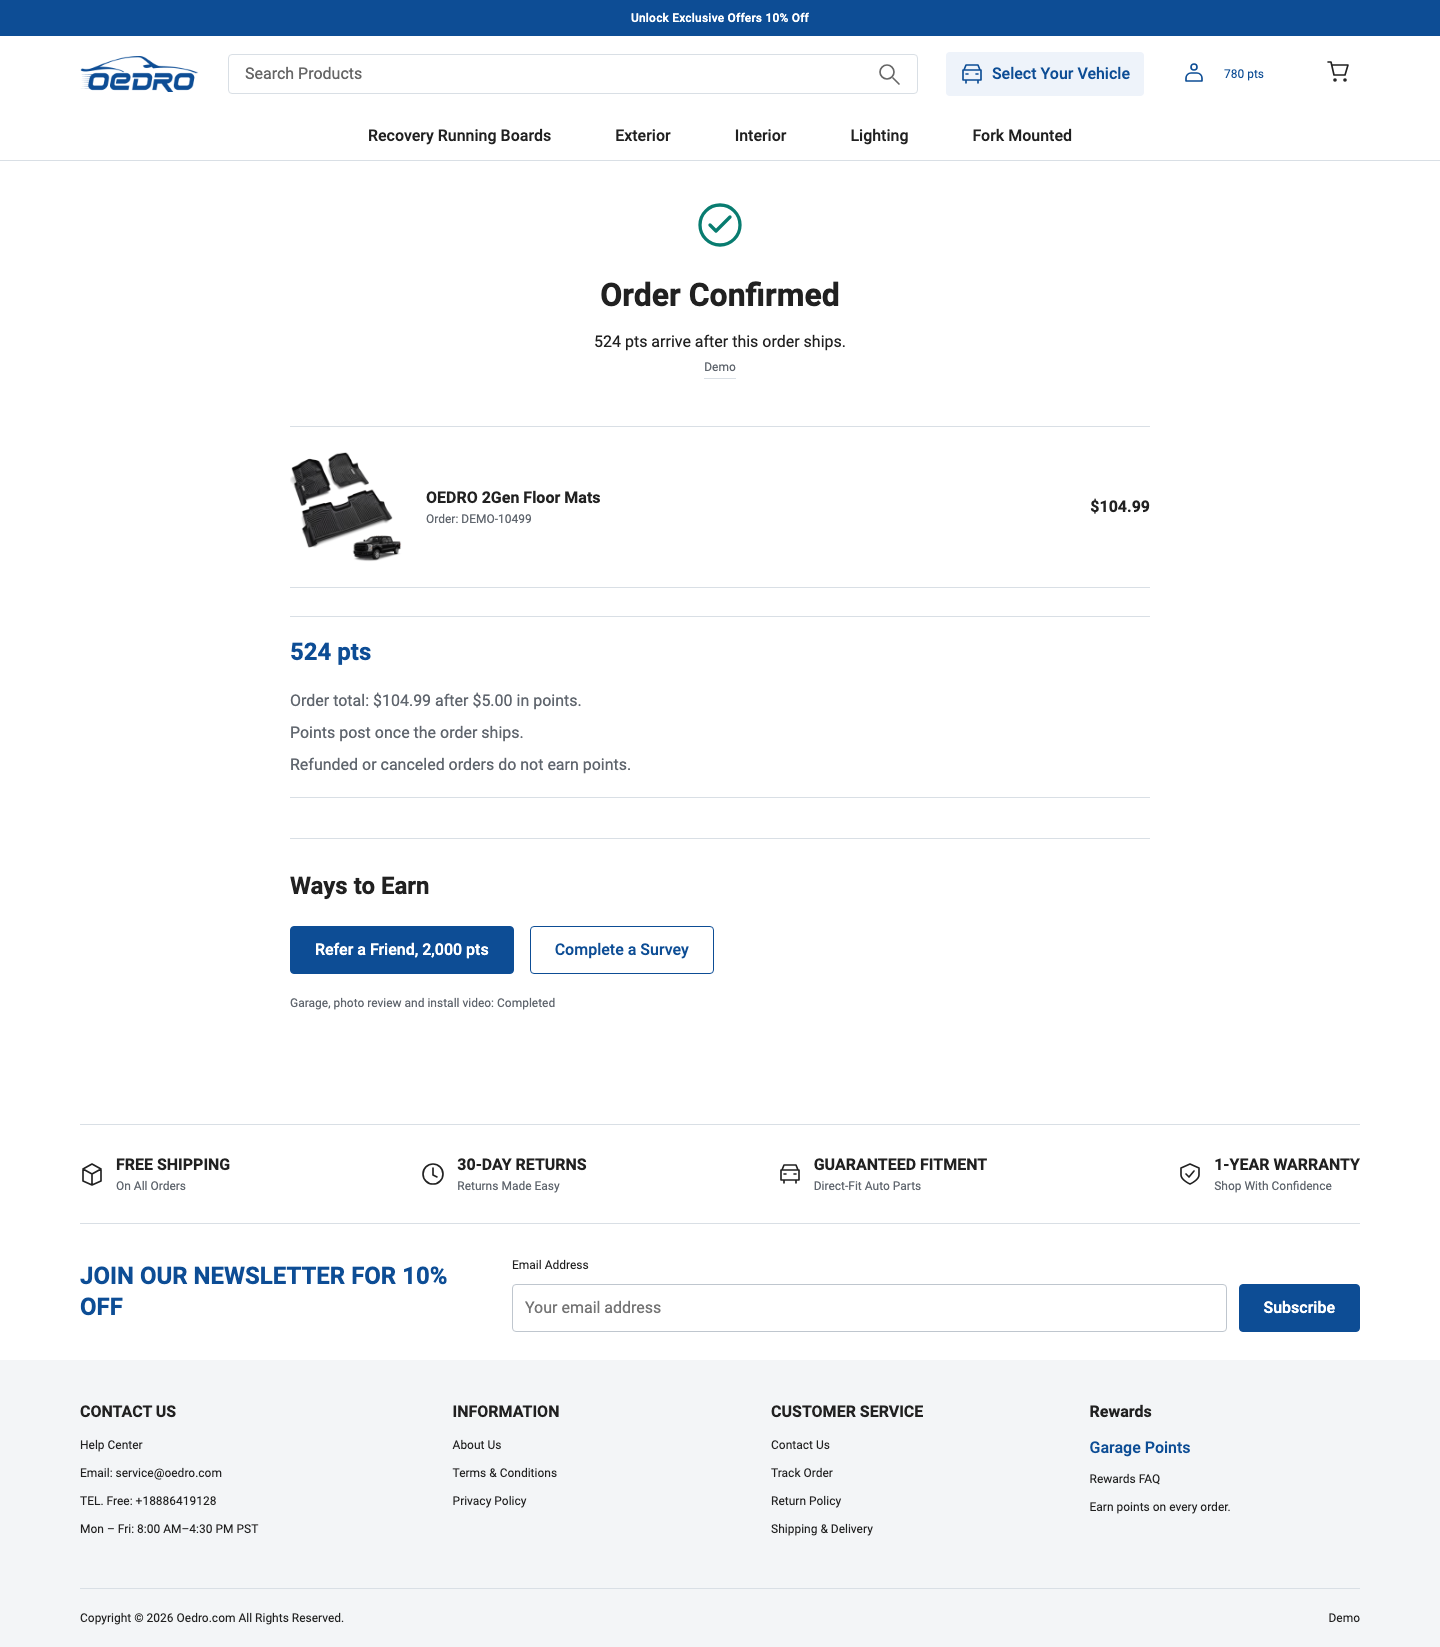 Unlock Exclusive Offers 10% Off
OEDRO
Search Products
Select Your Vehicle
780 pts
Recovery Running Boards
Exterior
Interior
Lighting
Fork Mounted
Order Confirmed
524 pts arrive after this order ships.
Demo
OEDRO 2Gen Floor Mats
Order: DEMO-10499
$104.99
524 pts
Order total: $104.99 after $5.00 in points.
Points post once the order ships.
Refunded or canceled orders do not earn points.
Ways to Earn
Refer a Friend, 2,000 pts
Complete a Survey
Garage, photo review and install video: Completed
FREE SHIPPING
On All Orders
30-DAY RETURNS
Returns Made Easy
GUARANTEED FITMENT
Direct-Fit Auto Parts
1-YEAR WARRANTY
Shop With Confidence
JOIN OUR NEWSLETTER FOR 10%
OFF
Email Address
Your email address
Subscribe
CONTACT US
Help Center
Email: service@oedro.com
TEL. Free: +18886419128
Mon – Fri: 8:00 AM–4:30 PM PST
INFORMATION
About Us
Terms & Conditions
Privacy Policy
CUSTOMER SERVICE
Contact Us
Track Order
Return Policy
Shipping & Delivery
Rewards
Garage Points
Rewards FAQ
Earn points on every order.
Copyright © 2026 Oedro.com All Rights Reserved.
Demo